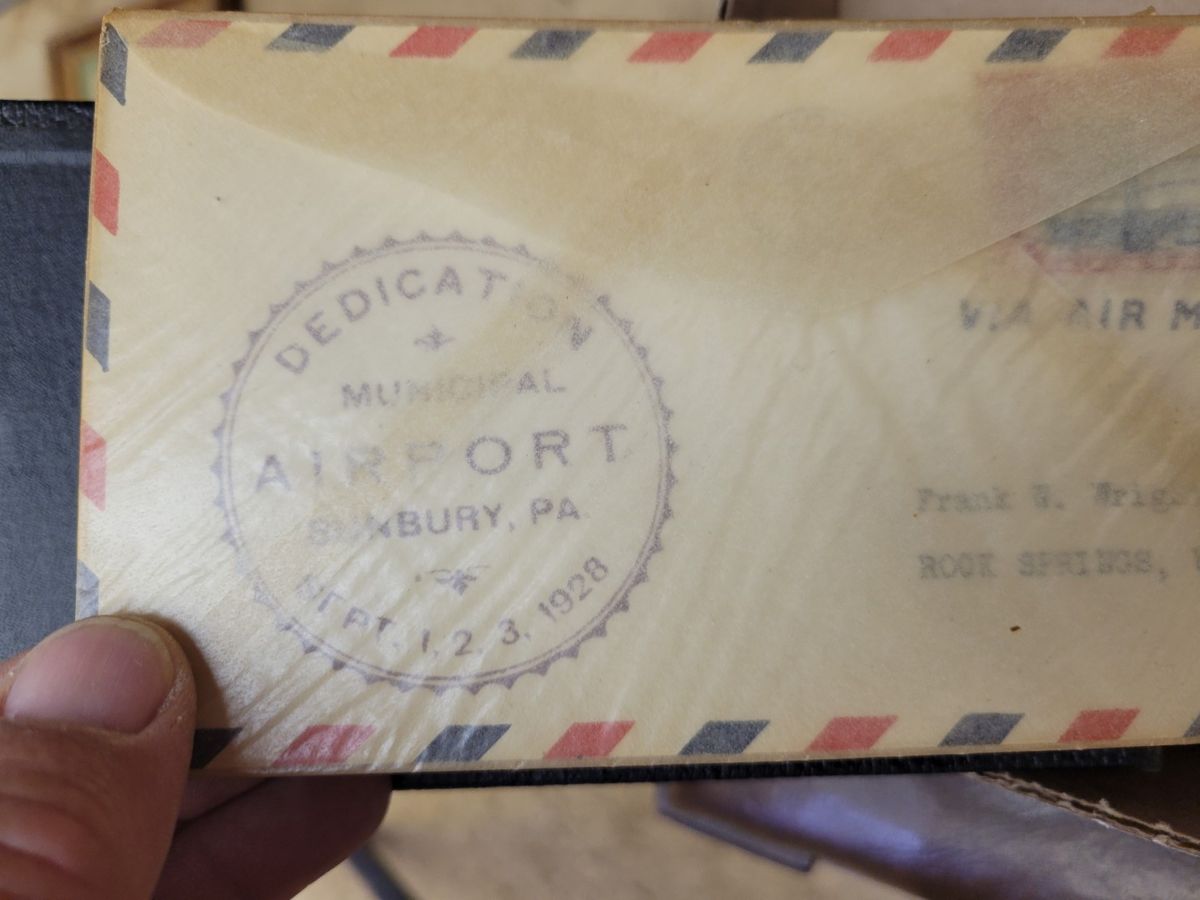 DEDICATION
MUNICIPAL
AIRPORT
SUNBURY, PA.
SEPT. 1, 2, 3, 1928
VIA AIR M
Frank W. Wrig
ROCK SPRINGS,